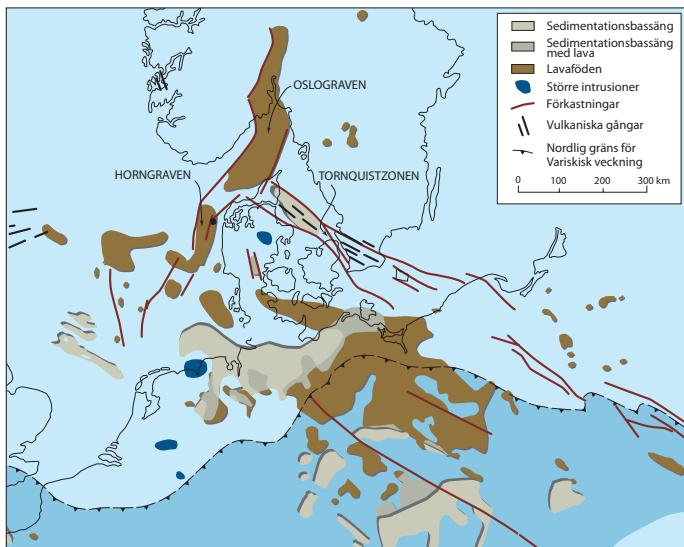 Sedimentationsbassäng
Sedimentationsbassäng
med lava
Lavaföden
Större intrusioner
Förkastningar
Vulkaniska gångar
Nordlig gräns för
Variskisk veckning
0 100 200 300 km
OSLOGRAVEN
HORNGRAVEN
TORNQUISTZONEN